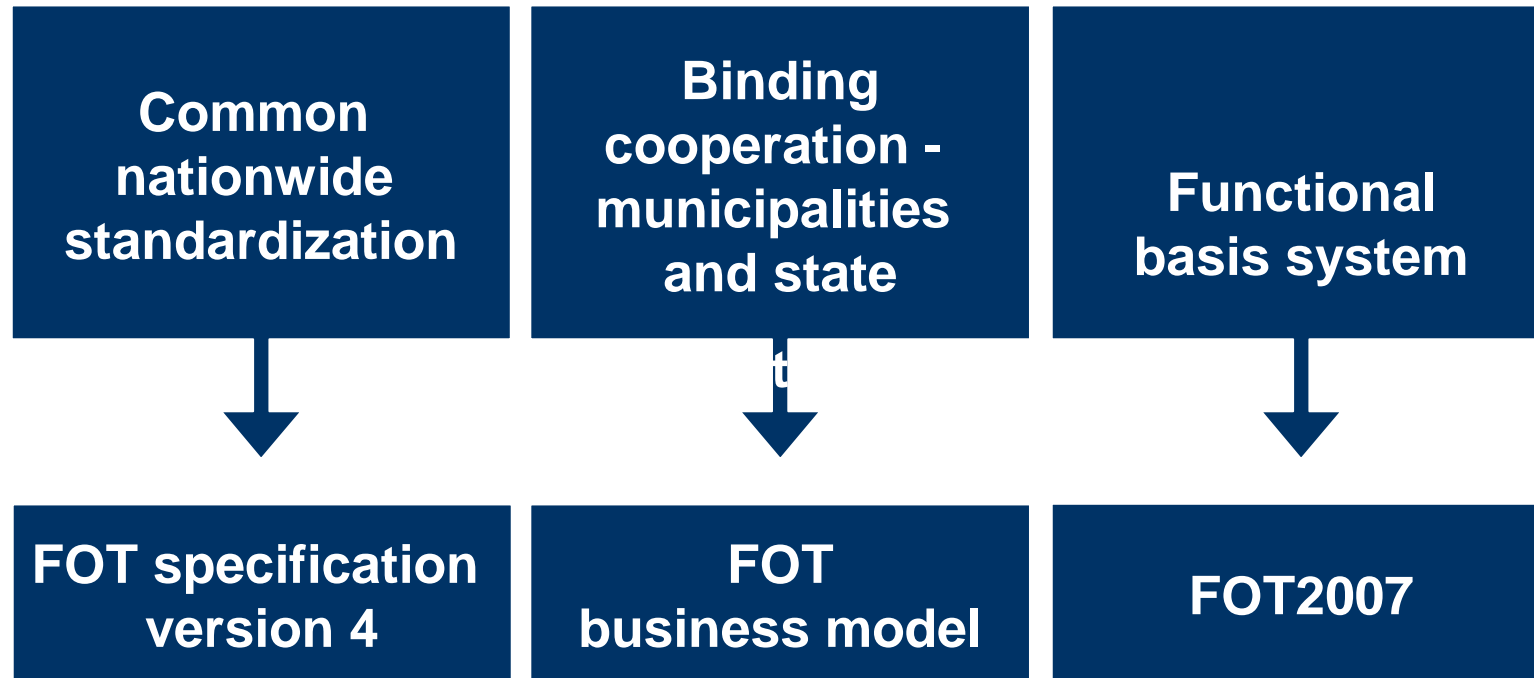 Common
nationwide
standardization
Binding
cooperation -
municipalities
and state
t
Functional
basis system
FOT specification
version 4
FOT
business model
FOT2007